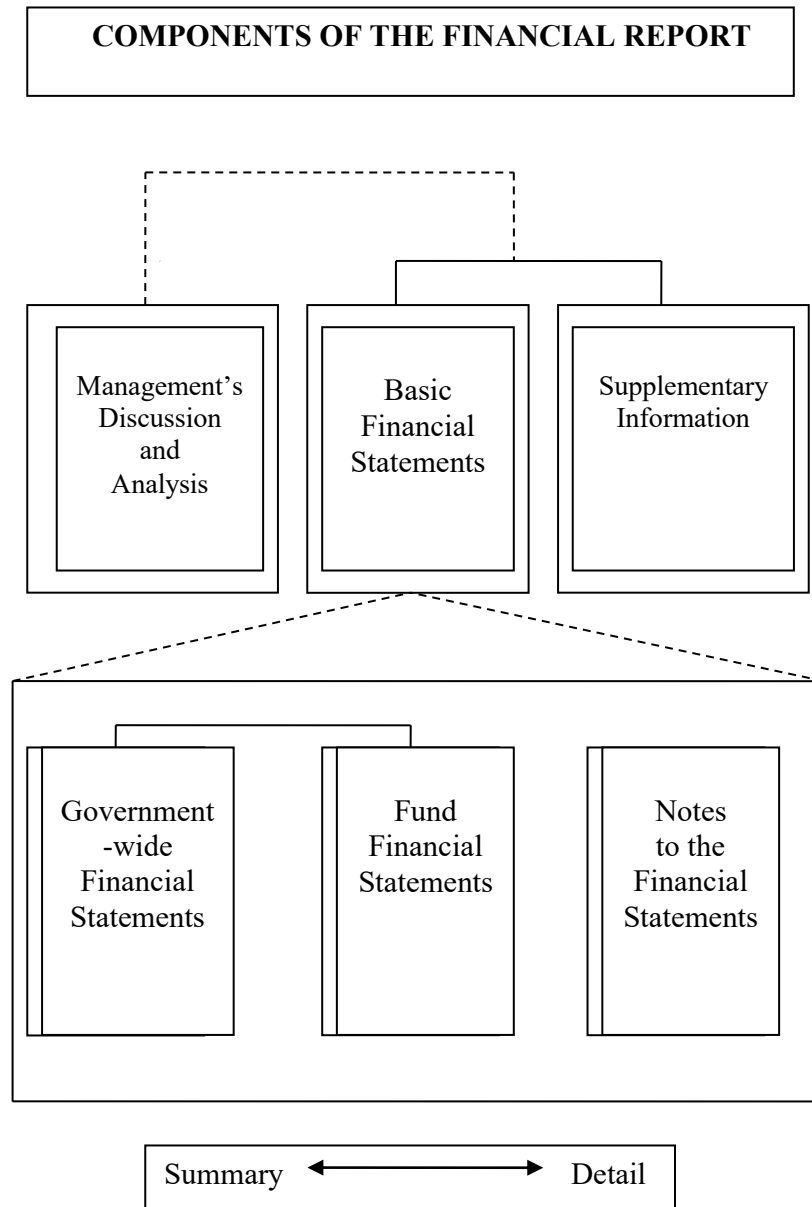 COMPONENTS OF THE FINANCIAL REPORT
Management’s
Discussion
and
Analysis
Basic
Financial
Statements
Supplementary
Information
Government
-wide
Financial
Statements
Fund
Financial
Statements
Notes
to the
Financial
Statements
Summary Detail